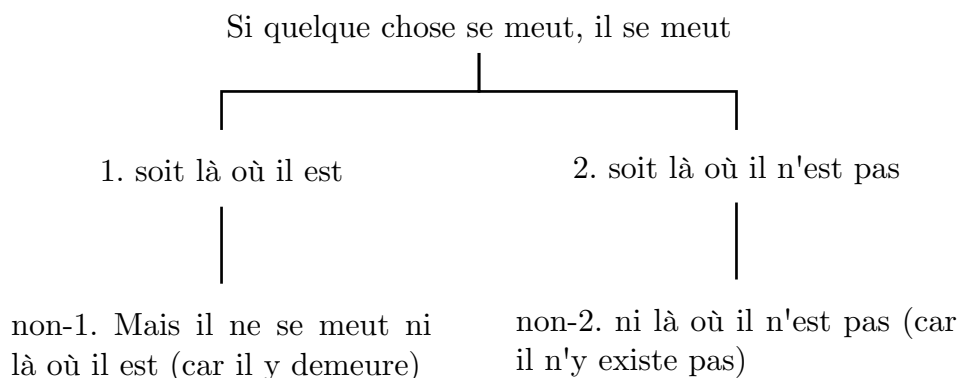 Si quelque chose se meut, il se meut
1. soit là où il est
2. soit là où il n'est pas
non-1. Mais il ne se meut ni
là où il est (car il y demeure)
non-2. ni là où il n'est pas (car
il n'y existe pas)